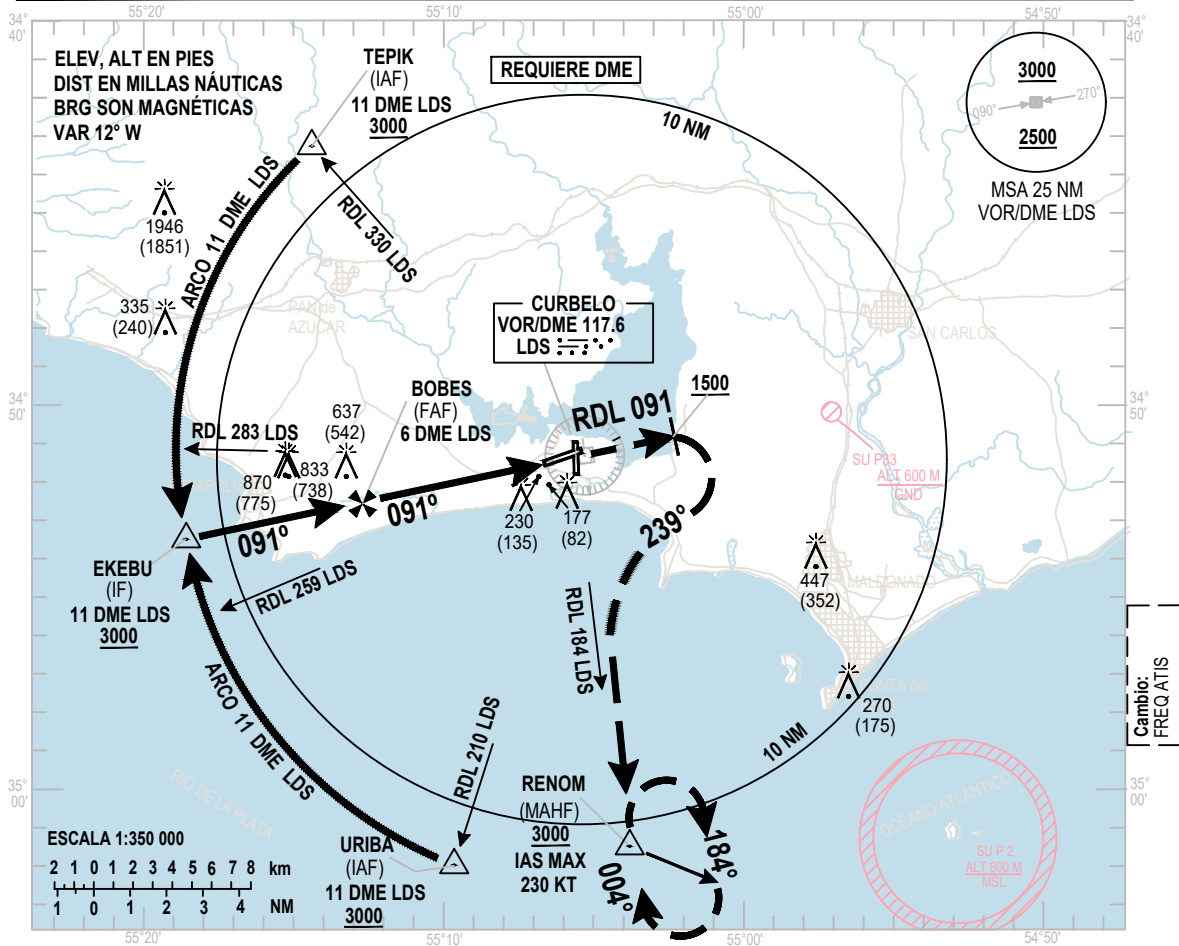 55°20'
55°10'
55°00'
54°50'
34°
40'
34°
40'
ELEV, ALT EN PIES
DIST EN MILLAS NÁUTICAS
BRG SON MAGNÉTICAS
VAR 12° W
TEPIK
(IAF)
11 DME LDS
3000
REQUIERE DME
10 NM
3000
090°
270°
2500
MSA 25 NM
VOR/DME LDS
1946
(1851)
ARCO 11 DME LDS
RDL 330 LDS
335
(240)
PAN de
AZUCAR
CURBELO
VOR/DME 117.6
LDS
SAN CARLOS
BOBES
(FAF)
6 DME LDS
637
(542)
RDL 091
1500
34°
50'
34°
50'
RDL 283 LDS
870
(775)
833
(738)
SU P33
ALT 600 M
GND
091º
091º
230
(135)
177
(82)
239°
EKEBU
(IF)
11 DME LDS
3000
RDL 259 LDS
RDL 184 LDS
447
(352)
MALDONADO
ARCO 11 DME LDS
RDL 210 LDS
270
(175)
10 NM
Cambio:
FREQ ATIS
RIO DE LA PLATA
RENOM
(MAHF)
3000
IAS MAX
230 KT
35°
00'
35°
00'
OCÉANO ATLÁNTICO
ESCALA 1:350 000
2 1 0 1 2 3 4 5 6 7 8 km
1 0 1 2 3 4 NM
URIBA
(IAF)
11 DME LDS
3000
004°
184°
SU P 2
ALT 600 M
MSL
55°20'
55°10'
55°00'
54°50'